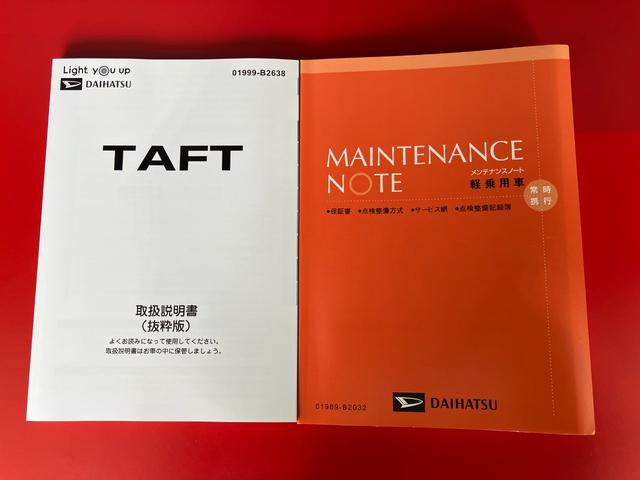 Light you up
01999-B2638
DAIHATSU
TAFT
取扱説明書
(抜粋版)
よくお読みになって使用してください。
取扱説明書はお車の中に保管しましょう。
MAINTENANCE
NOTE
メンテナンスノート
軽乗用車
常時
携行
●保証書 ●点検整備方式 ●サービス網 ●点検整備記録簿
01989-B2032
DAIHATSU